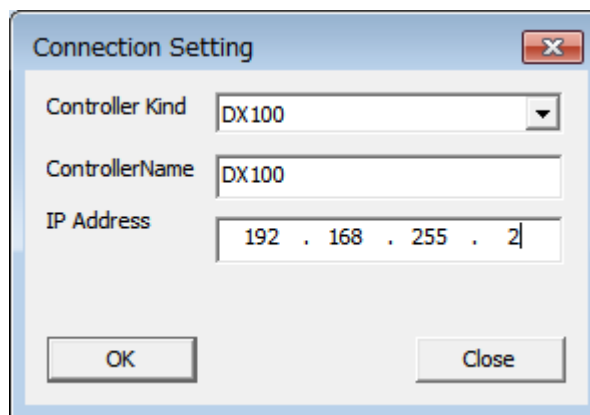 Connection Setting
Controller Kind
DX100
ControllerName
DX100
IP Address
192 . 168 . 255 . 2
OK
Close